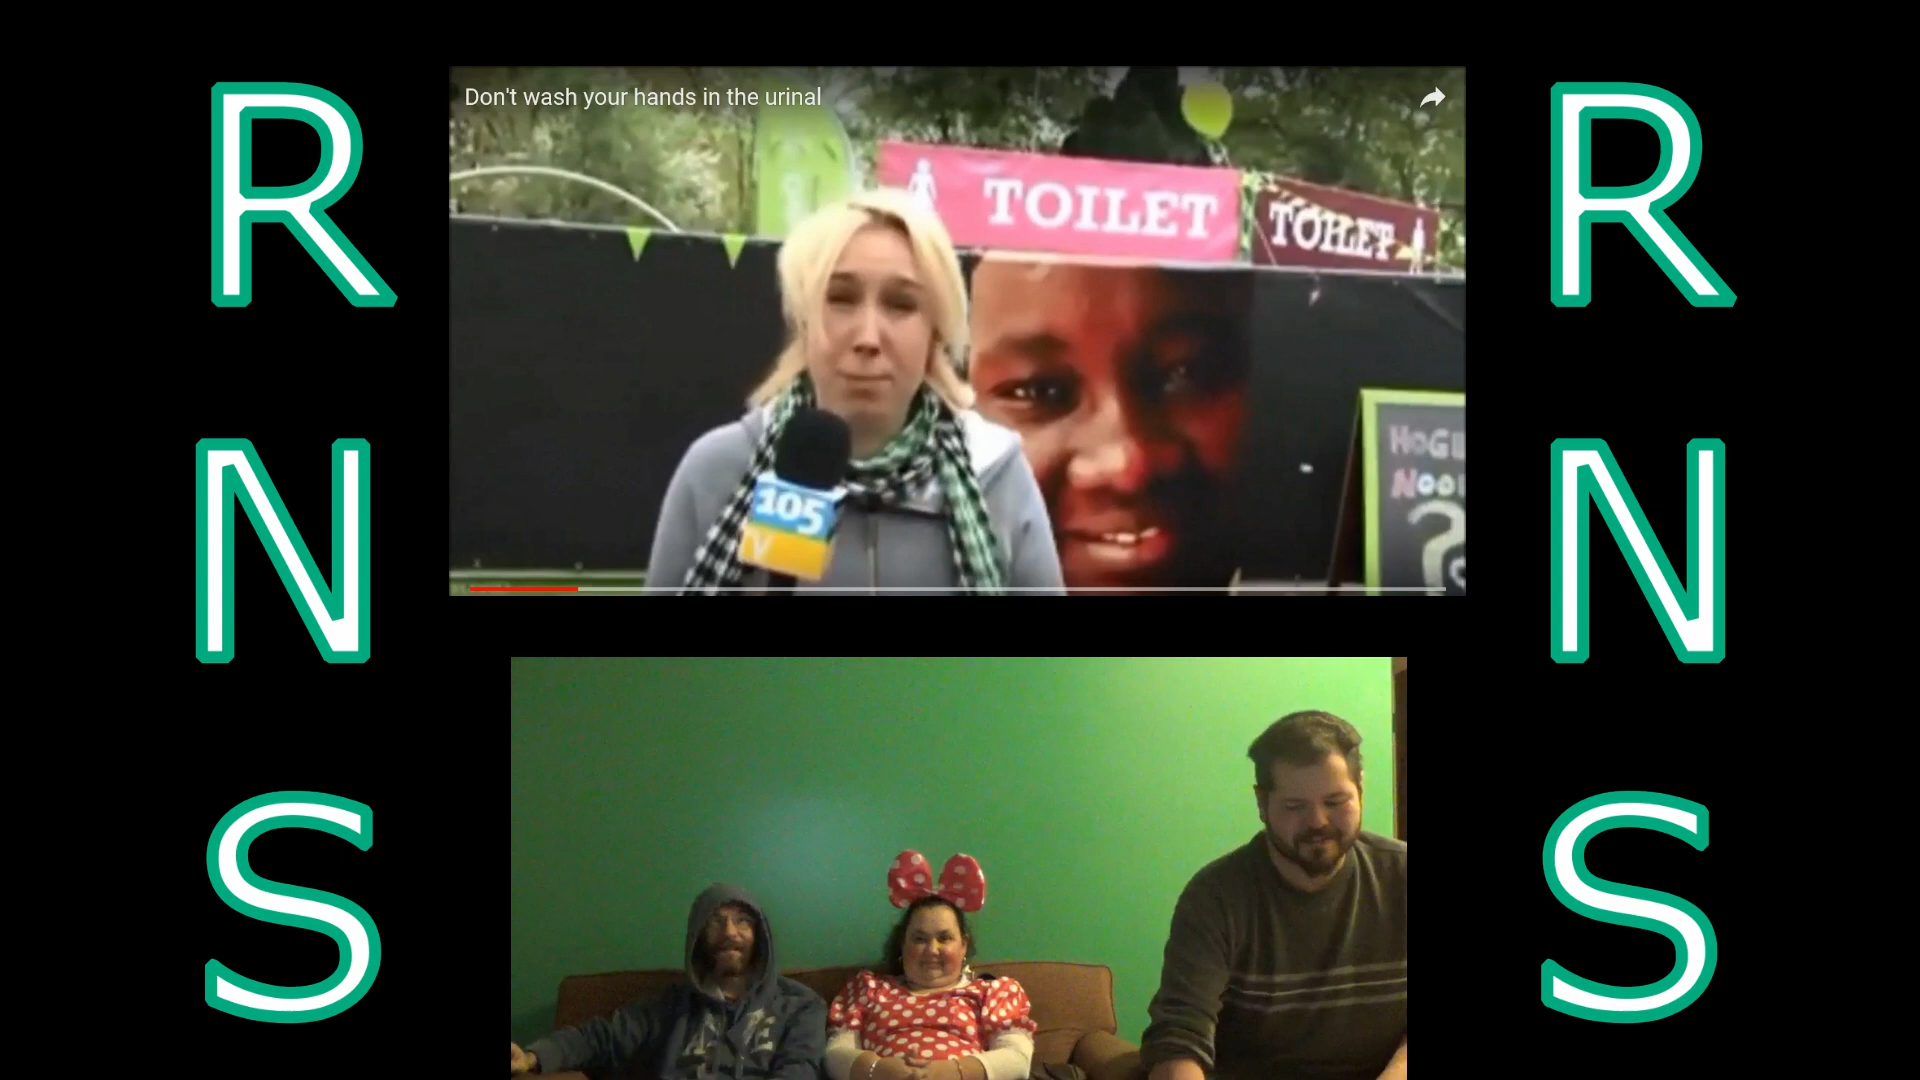 R
N
S
Don't wash your hands in the urinal
TOILET
TOILET
105
TV
R
N
S